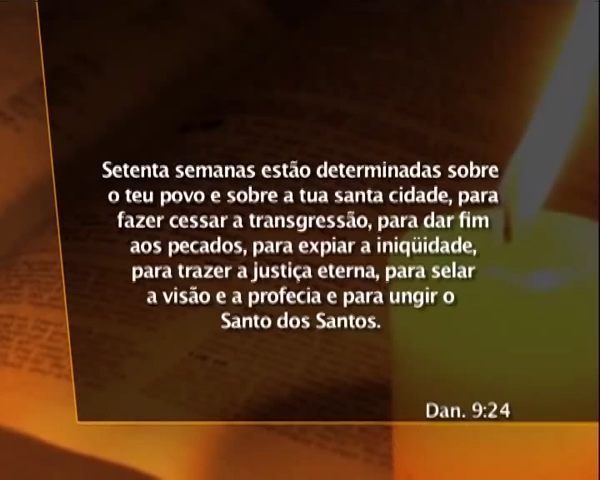 Setenta semanas estão determinadas sobre
o teu povo e sobre a tua santa cidade, para
fazer cessar a transgressão, para dar fim
aos pecados, para expiar a iniqüidade,
para trazer a justiça eterna, para selar
a visão e a profecia e para ungir o
Santo dos Santos.
Dan. 9:24